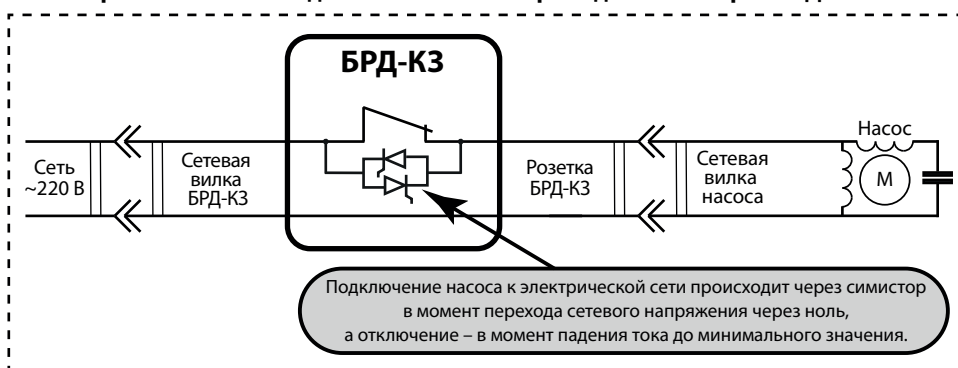 БРД-КЗ
Сеть
~220 В
Сетевая
вилка
БРД-КЗ
Розетка
БРД-КЗ
Сетевая
вилка
насоса
Насос
М
Подключение насоса к электрической сети происходит через симистор
в момент перехода сетевого напряжения через ноль,
а отключение – в момент падения тока до минимального значения.